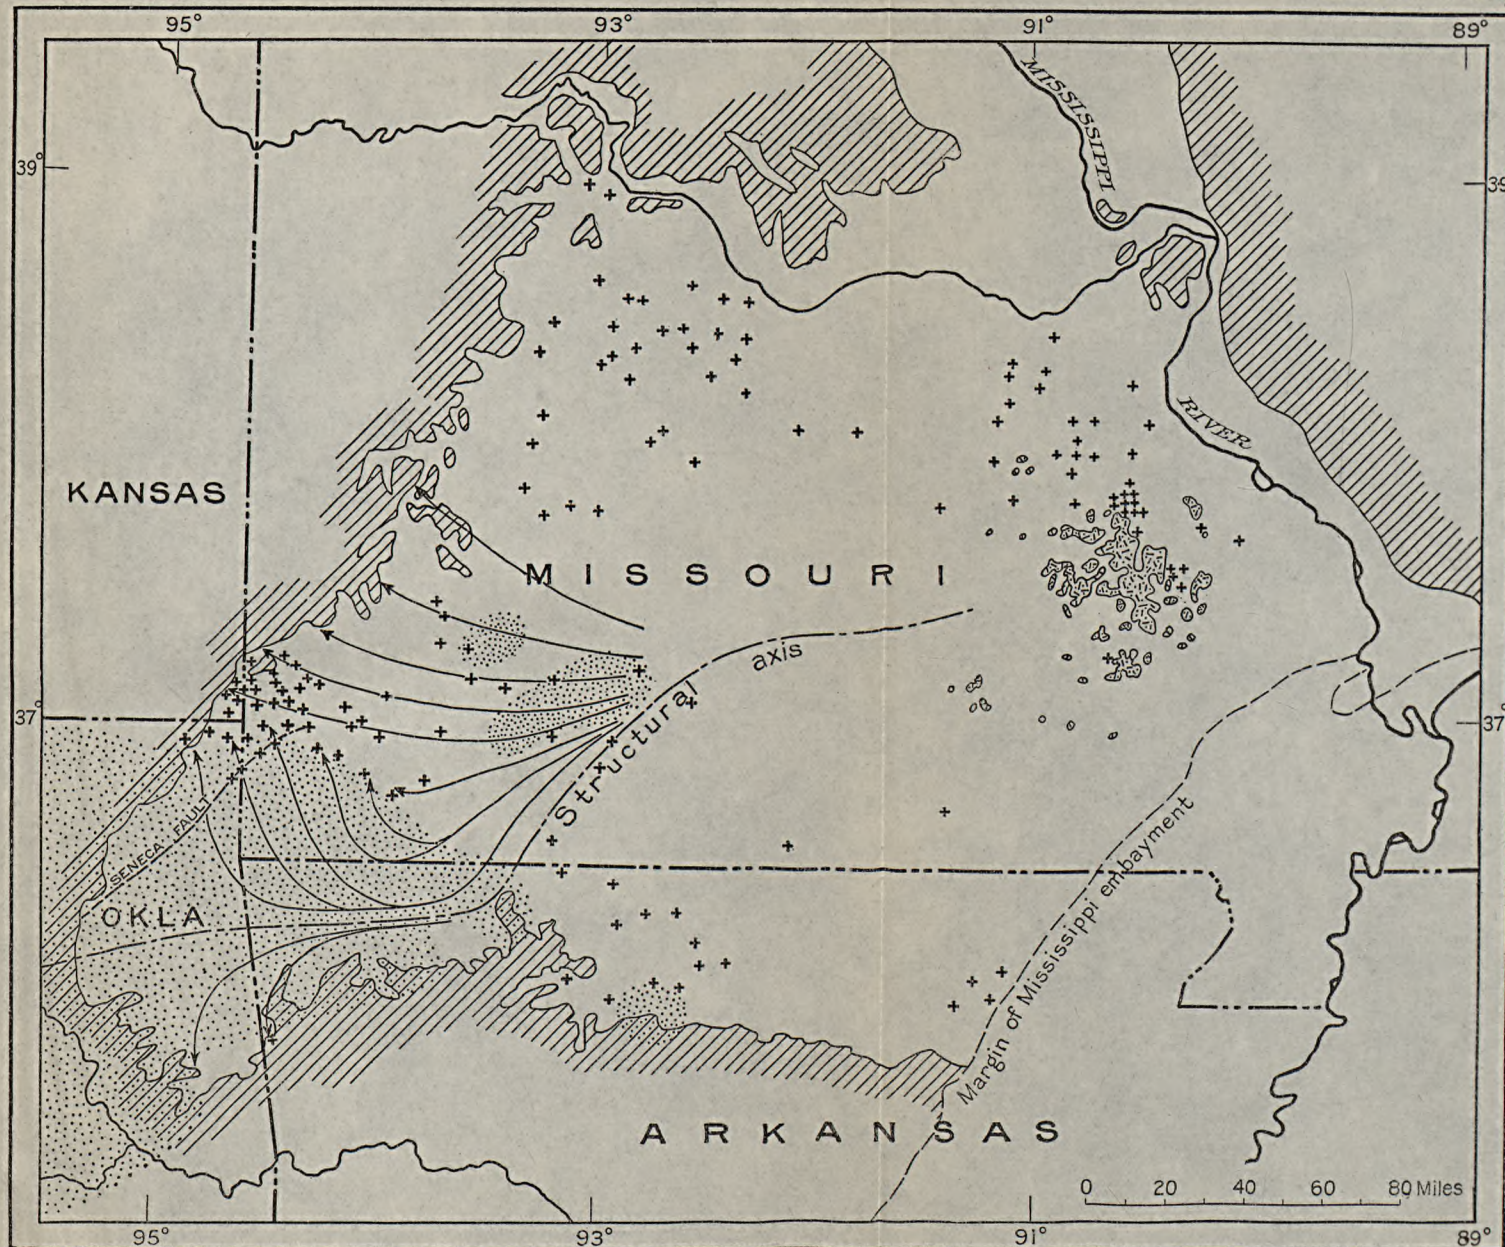 95° 93° 91° 89°
MISSISSIPPI
39° 39
RIVER
KANSAS
MISSOURI
axis
Structural
37° 37°
SENECA FAULT
OKLA
Margin of Mississippi embayment
ARKANSAS
0 20 40 60 80 Miles
95° 93° 91° 89°